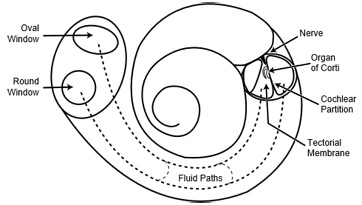 Oval
Window
Round
Window
Nerve
Organ
of Corti
Cochlear
Partition
Tectorial
Membrane
Fluid Paths